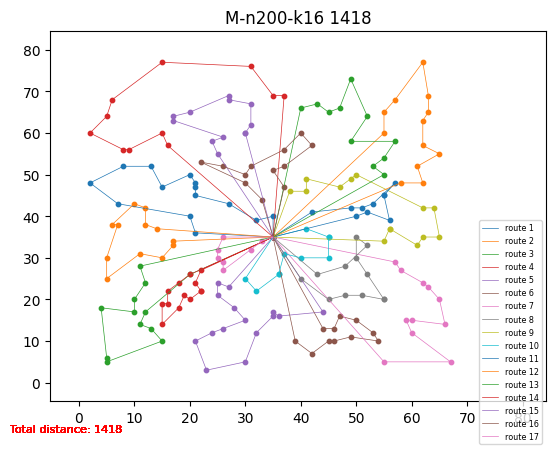 M-n200-k16 1418
80
70
60
50
40
30
20
10
0
0 10 20 30 40 50 60 70 80
route 1
route 2
route 3
route 4
route 5
route 6
route 7
route 8
route 9
route 10
route 11
route 12
route 13
route 14
route 15
route 16
route 17
Total distance: 1418